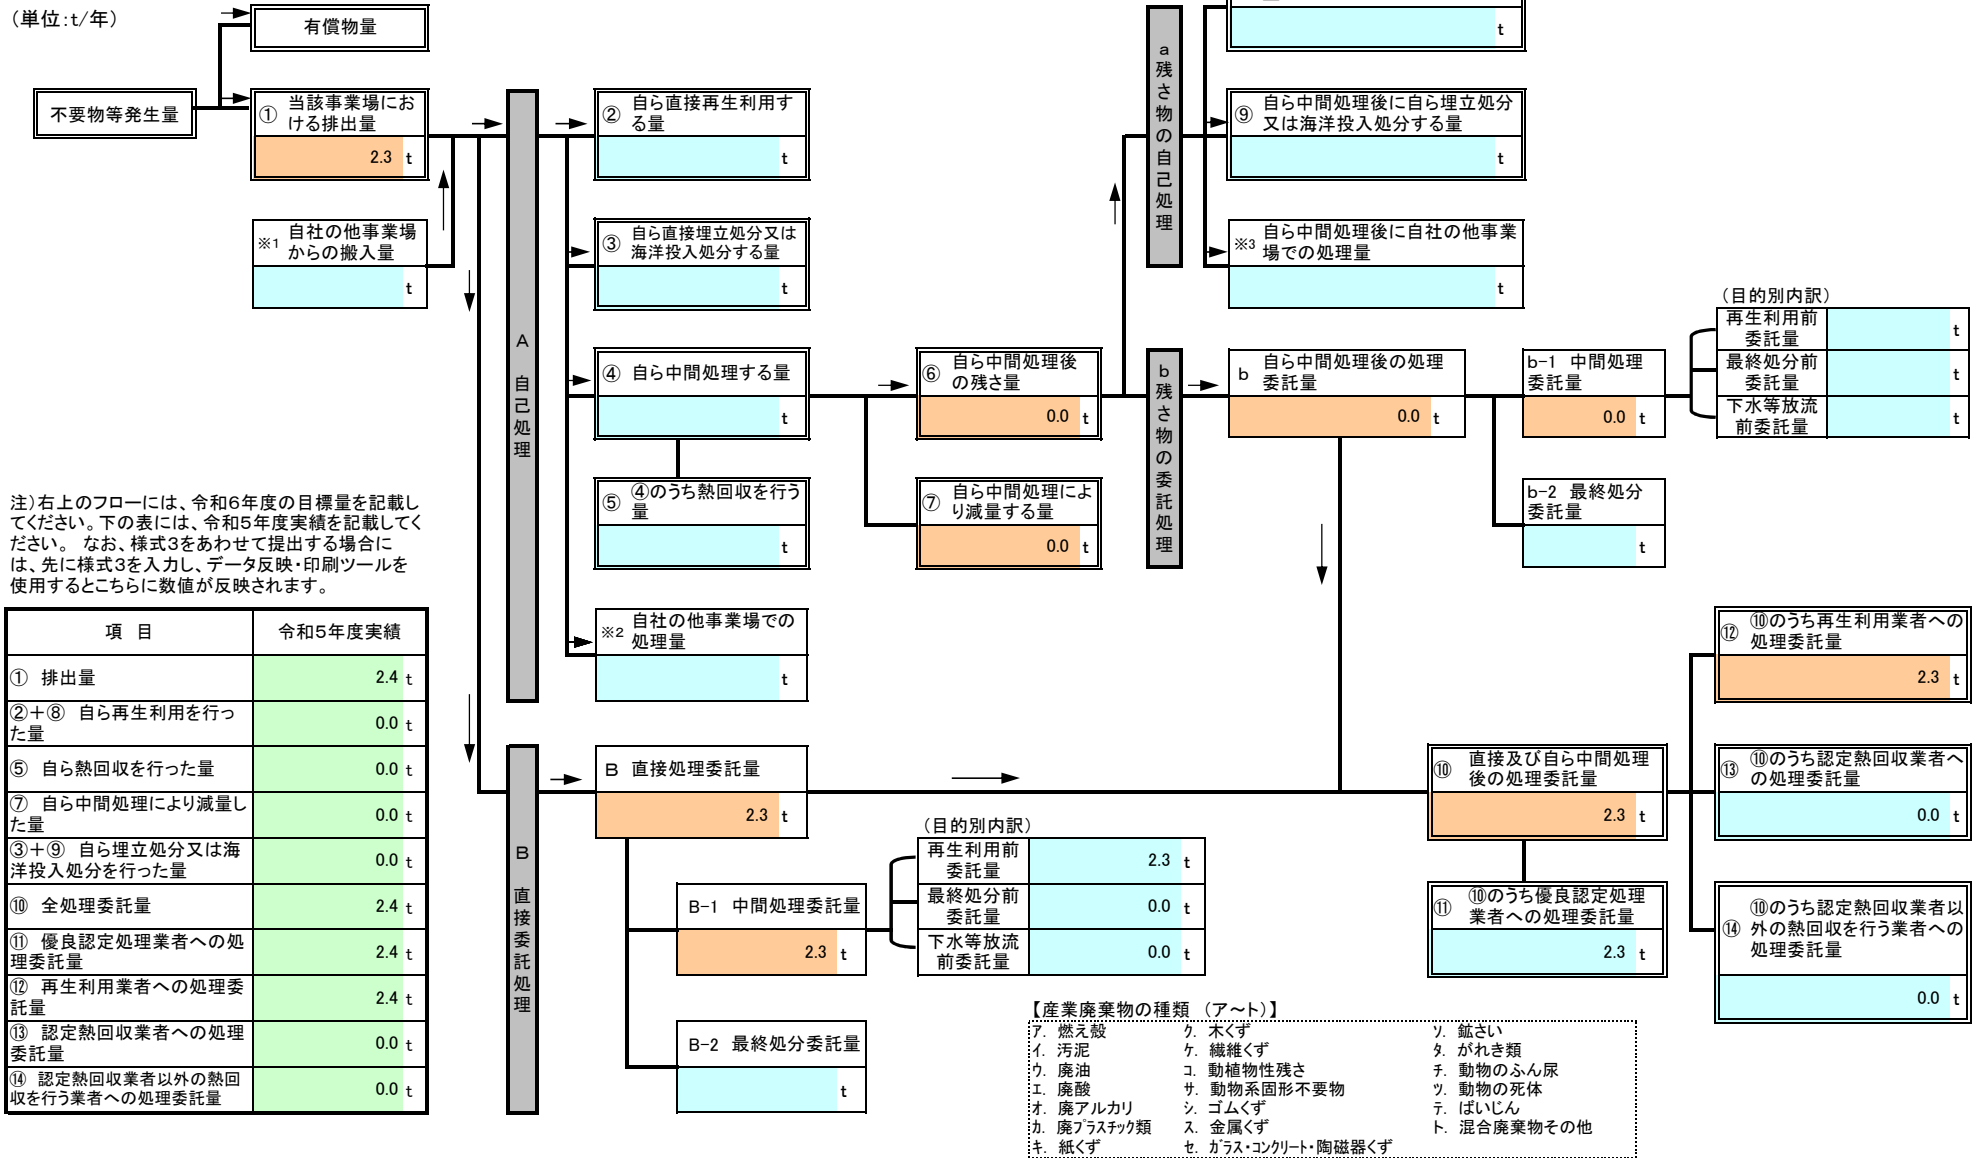 （単位:t/年）
有償物量
t
不要物等発生量
① 当該事業場にお
ける排出量
2.3 t
※1 自社の他事業場
からの搬入量
t
A 自己処理
② 自ら直接再生利用す
る量
t
③ 自ら直接埋立処分又は
海洋投入処分する量
t
④ 自ら中間処理する量
t
⑤ ④のうち熱回収を行う
量
t
※2 自社の他事業場での
処理量
t
⑥ 自ら中間処理後
の残さ量
0.0 t
⑦ 自ら中間処理によ
り減量する量
0.0 t
a 残さ物の自己処理
⑨ 自ら中間処理後に自ら埋立処分
又は海洋投入処分する量
t
※3 自ら中間処理後に自社の他事業
場での処理量
t
b 残さ物の委託処理
b 自ら中間処理後の処理
委託量
0.0 t
b-1 中間処理
委託量
0.0 t
b-2 最終処分
委託量
t
（目的別内訳）
再生利用前
委託量
t
最終処分前
委託量
t
下水等放流
前委託量
t
注）右上のフローには、令和6年度の目標量を記載し
てください。下の表には、令和5年度実績を記載してく
ださい。 なお、様式3をあわせて提出する場合に
は、先に様式3を入力し、データ反映・印刷ツールを
使用するとこちらに数値が反映されます。
項 目 令和5年度実績
① 排出量 2.4 t
②＋⑧ 自ら再生利用を行っ
た量 0.0 t
⑤ 自ら熱回収を行った量 0.0 t
⑦ 自ら中間処理により減量し
た量 0.0 t
③＋⑨ 自ら埋立処分又は海
洋投入処分を行った量 0.0 t
⑩ 全処理委託量 2.4 t
⑪ 優良認定処理業者への処
理委託量 2.4 t
⑫ 再生利用業者への処理委
託量 2.4 t
⑬ 認定熱回収業者への処理
委託量 0.0 t
⑭ 認定熱回収業者以外の熱回
収を行う業者への処理委託量 0.0 t
B 直接委託処理
B 直接処理委託量
2.3 t
B-1 中間処理委託量
2.3 t
B-2 最終処分委託量
t
（目的別内訳）
再生利用前
委託量
2.3 t
最終処分前
委託量
0.0 t
下水等放流
前委託量
0.0 t
⑩ 直接及び自ら中間処理
後の処理委託量
2.3 t
⑪ ⑩のうち優良認定処理
業者への処理委託量
2.3 t
⑫ ⑩のうち再生利用業者への
処理委託量
2.3 t
⑬ ⑩のうち認定熱回収業者へ
の処理委託量
0.0 t
⑭ ⑩のうち認定熱回収業者以
外の熱回収を行う業者への
処理委託量
0.0 t
【産業廃棄物の種類 （ア～ト）】
ア. 燃え殻 ク. 木くず ソ. 鉱さい
イ. 汚泥 ケ. 繊維くず タ. がれき類
ウ. 廃油 コ. 動植物性残さ チ. 動物のふん尿
エ. 廃酸 サ. 動物系固形不要物 ツ. 動物の死体
オ. 廃アルカリ シ. ゴムくず テ. ばいじん
カ. 廃プラスチック類 ス. 金属くず ト. 混合廃棄物その他
キ. 紙くず セ. ガラス・コンクリート・陶磁器くず